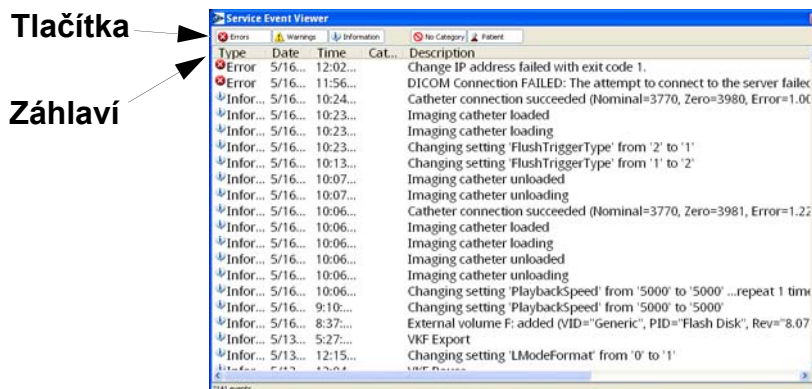 Tlačítka
Záhlaví
Service Event Viewer
Errors Warnings Information No Category Patient
Type Date Time Cat... Description
Error 5/16... 12:02... Change IP address failed with exit code 1.
Error 5/16... 11:56... DICOM Connection FAILED: The attempt to connect to the server failed
Infor... 5/16... 10:24... Catheter connection succeeded (Nominal=3770, Zero=3980, Error=1.00
Infor... 5/16... 10:23... Imaging catheter loaded
Infor... 5/16... 10:23... Imaging catheter loading
Infor... 5/16... 10:23... Changing setting 'FlushTriggerType' from '2' to '1'
Infor... 5/16... 10:13... Changing setting 'FlushTriggerType' from '1' to '2'
Infor... 5/16... 10:07... Imaging catheter unloaded
Infor... 5/16... 10:07... Imaging catheter unloading
Infor... 5/16... 10:06... Catheter connection succeeded (Nominal=3770, Zero=3981, Error=1.22
Infor... 5/16... 10:06... Imaging catheter loaded
Infor... 5/16... 10:06... Imaging catheter loading
Infor... 5/16... 10:06... Imaging catheter unloaded
Infor... 5/16... 10:06... Imaging catheter unloading
Infor... 5/16... 10:06... Changing setting 'PlaybackSpeed' from '5000' to '5000' ...repeat 1 time
Infor... 5/16... 9:10:... Changing setting 'PlaybackSpeed' from '5000' to '5000'
Infor... 5/16... 8:37:... External volume F: added (VID="Generic", PID="Flash Disk", Rev="8.07
Infor... 5/13... 5:27:... VKF Export
Infor... 5/13... 12:15... Changing setting 'LModeFormat' from '0' to '1'